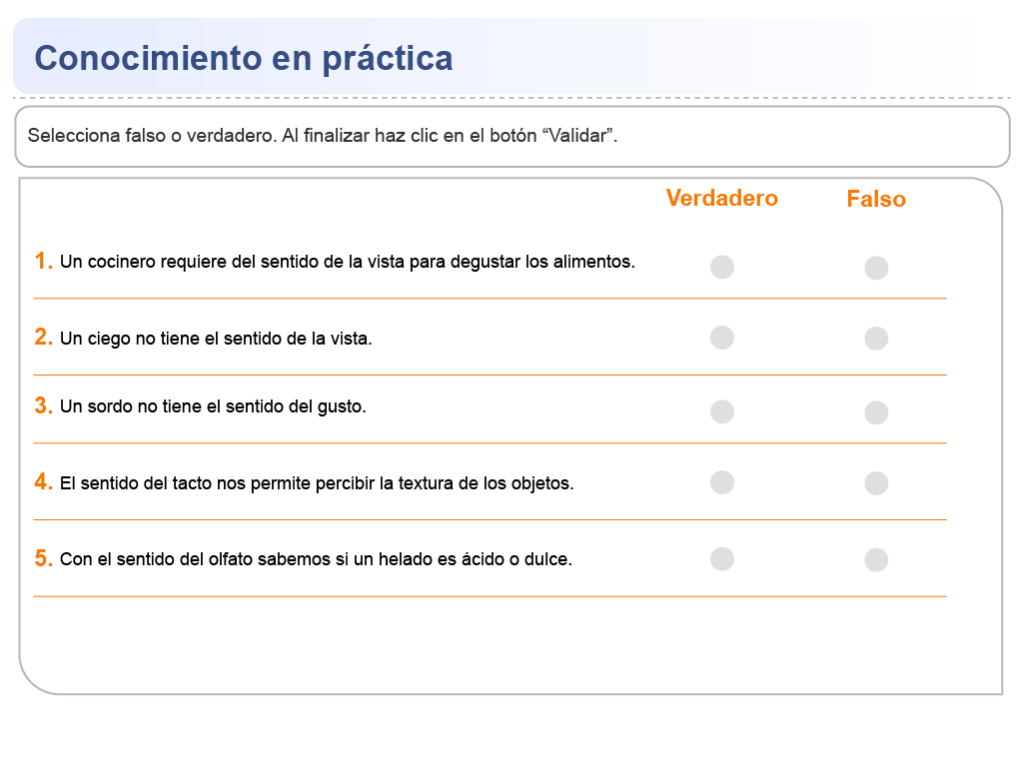 Conocimiento en práctica
Selecciona falso o verdadero. Al finalizar haz clic en el botón “Validar”.
Verdadero Falso
1. Un cocinero requiere del sentido de la vista para degustar los alimentos.
2. Un ciego no tiene el sentido de la vista.
3. Un sordo no tiene el sentido del gusto.
4. El sentido del tacto nos permite percibir la textura de los objetos.
5. Con el sentido del olfato sabemos si un helado es ácido o dulce.